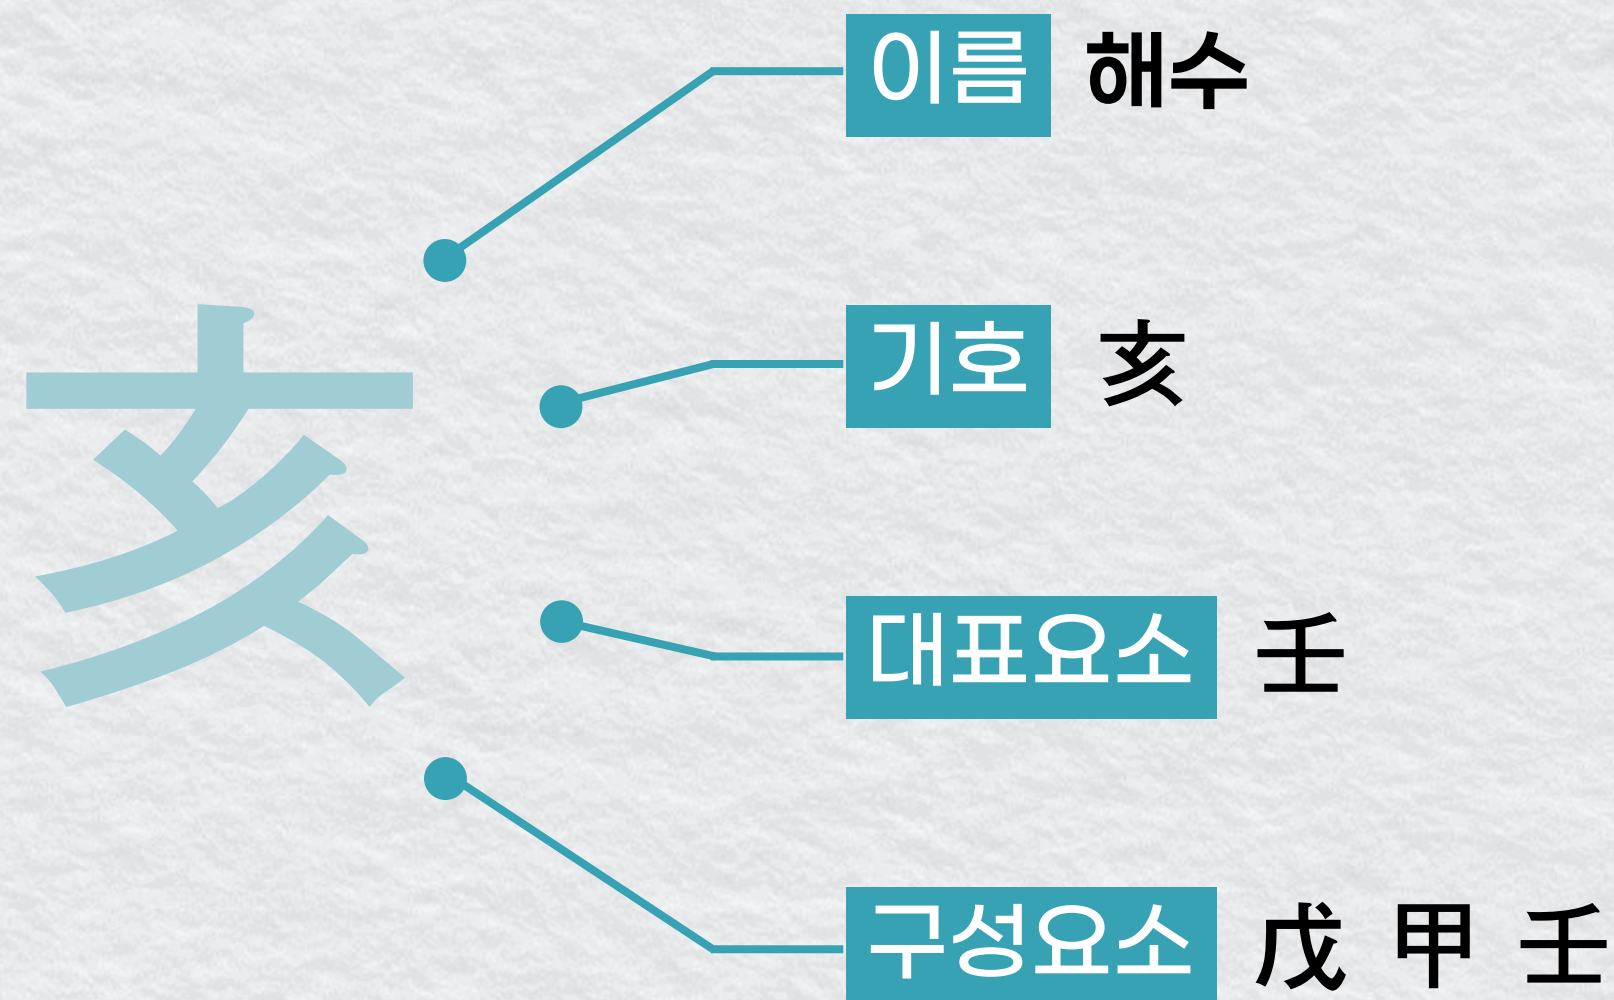 이름 해수
亥
기호 亥
대표요소 壬
구성요소 戊 甲 壬